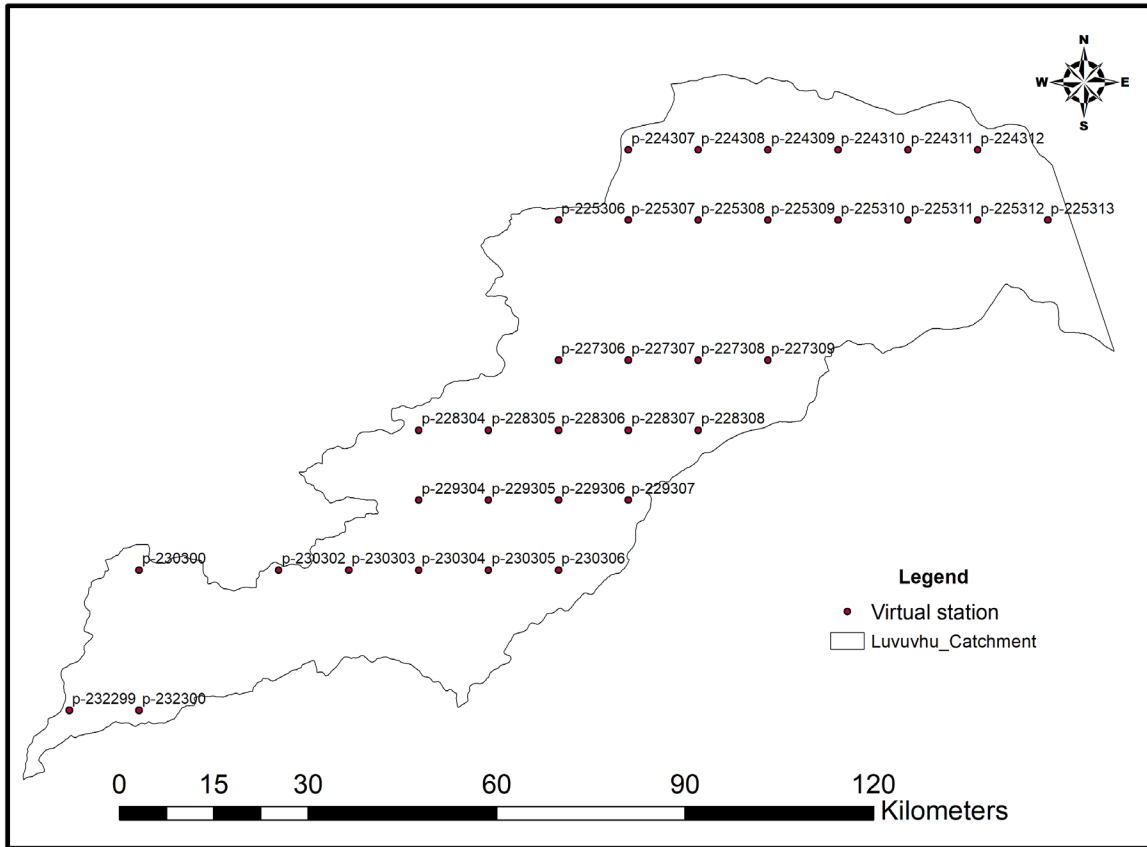 N
W E
S
p-224307 p-224308 p-224309 p-224310 p-224311 p-224312
p-225306 p-225307 p-225308 p-225309 p-225310 p-225311 p-225312 p-225313
p-227306 p-227307 p-227308 p-227309
p-228304 p-228305 p-228306 p-228307 p-228308
p-229304 p-229305 p-229306 p-229307
p-230300 p-230302 p-230303 p-230304 p-230305 p-230306
Legend
Virtual station
Luvuvhu_Catchment
p-232299 p-232300
0 15 30 60 90 120
Kilometers